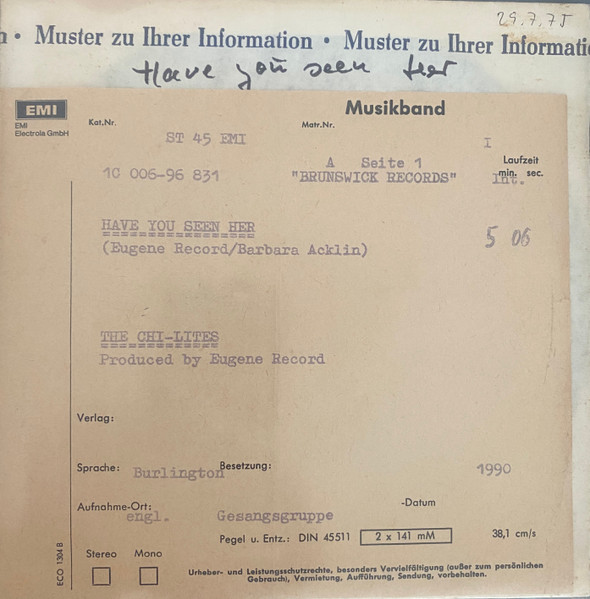 29.7.75
n • Muster zu Ihrer Information • Muster zu Ihrer Informati
Have you seen her
EMI
EMI
Electrola GmbH
Kat.Nr.
Musikband
Matr.Nr.
ST 45 EMI
I
A Seite 1
Laufzeit
min. sec.
1C 006-96 831
"BRUNSWICK RECORDS"
Int.
HAVE YOU SEEN HER
5 06
(Eugene Record/Barbara Acklin)
THE CHI-LITES
Produced by Eugene Record
Verlag:
Sprache: Burlington Besetzung: 1990
Aufnahme-Ort: -Datum
engl. Gesangsgruppe
Pegel u. Entz.: DIN 45511 2 x 141 mM 38,1 cm/s
Stereo Mono
ECO 1304 B
Urheber- und Leistungsschutzrechte, besonders Vervielfältigung (außer zum persönlichen
Gebrauch), Vermietung, Aufführung, Sendung, vorbehalten.